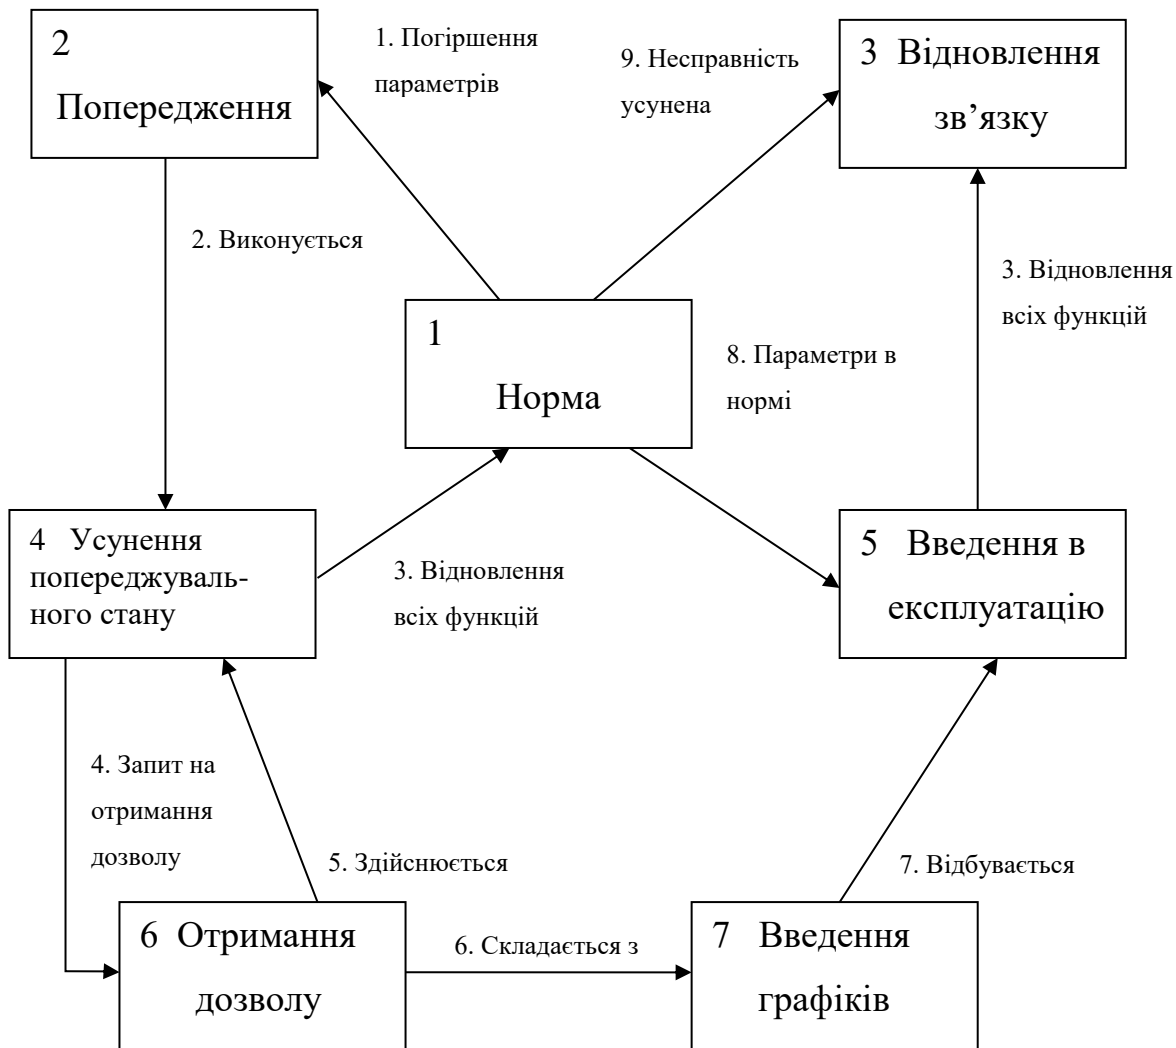 2
Попередження
1. Погіршення
параметрів
9. Несправність
усунена
3 Відновлення
зв’язку
2. Виконується
3. Відновлення
всіх функцій
1
Норма
8. Параметри в
нормі
4 Усунення
попереджуваль-
ного стану
3. Відновлення
всіх функцій
5 Введення в
експлуатацію
4. Запит на
отримання
дозволу
5. Здійснюється
7. Відбувається
6 Отримання
дозволу
6. Складається з
7 Введення
графіків